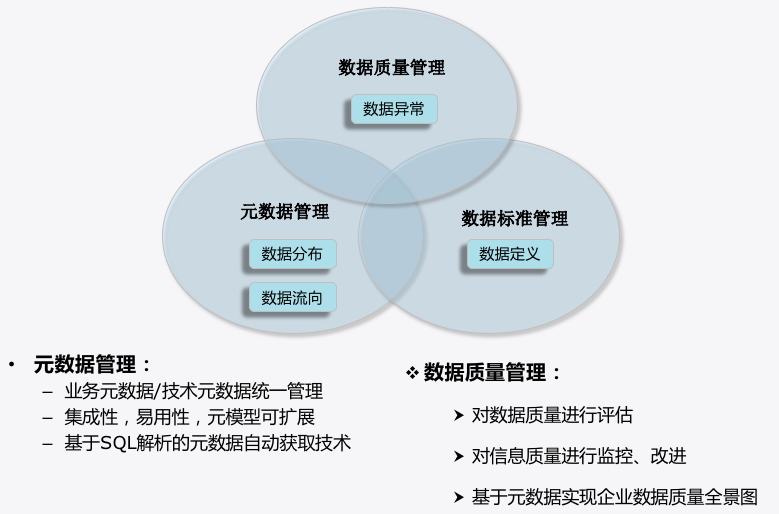 数据质量管理
数据异常
元数据管理
数据分布
数据流向
数据标准管理
数据定义
• 元数据管理：
– 业务元数据/技术元数据统一管理
– 集成性，易用性，元模型可扩展
– 基于SQL解析的元数据自动获取技术
❖ 数据质量管理：
➢ 对数据质量进行评估
➢ 对信息质量进行监控、改进
➢ 基于元数据实现企业数据质量全景图